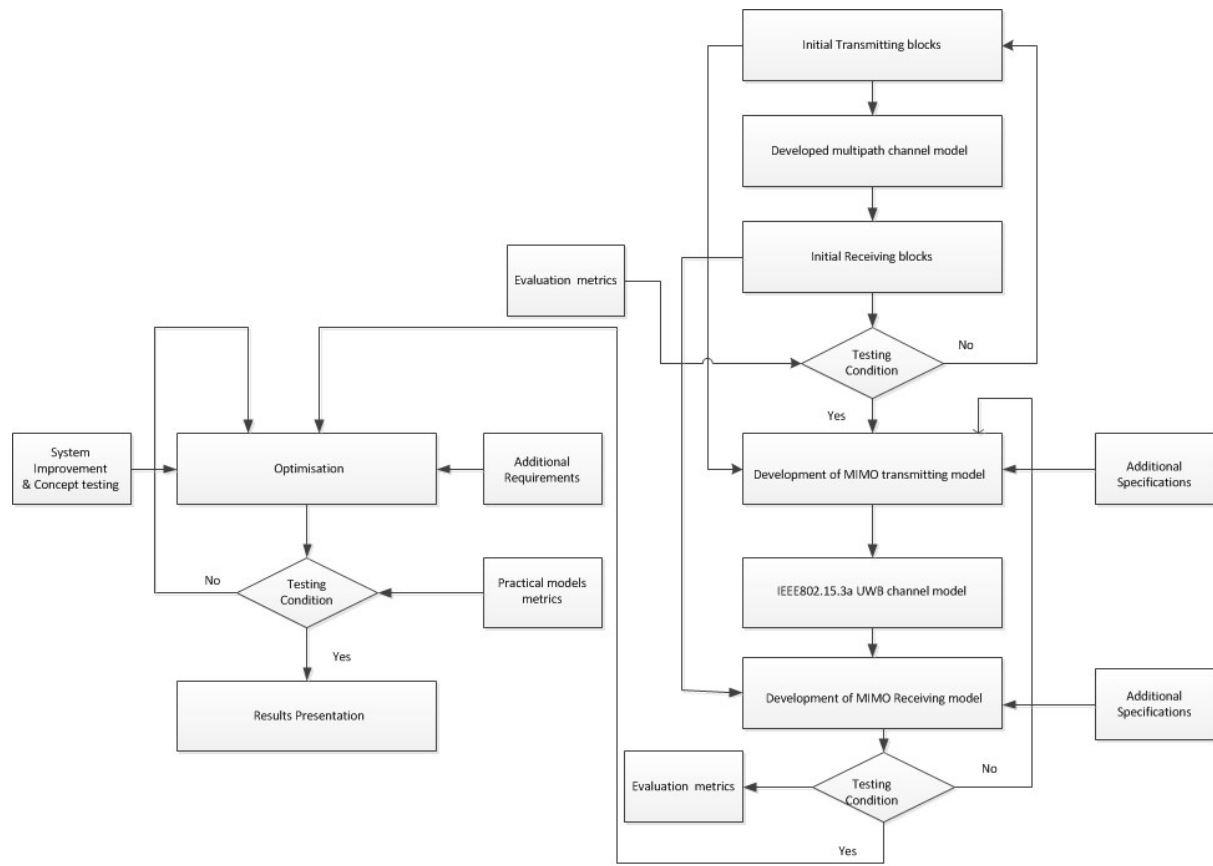 Initial Transmitting blocks
Developed multipath channel model
Initial Receiving blocks
Evaluation metrics
Testing
Condition
No
Yes
Development of MIMO transmitting model
Additional
Specifications
IEEE802.15.3a UWB channel model
Development of MIMO Receiving model
Additional
Specifications
Evaluation metrics
Testing
Condition
No
Yes
System
Improvement
& Concept testing
Optimisation
Additional
Requirements
No
Testing
Condition
Practical models
metrics
Yes
Results Presentation